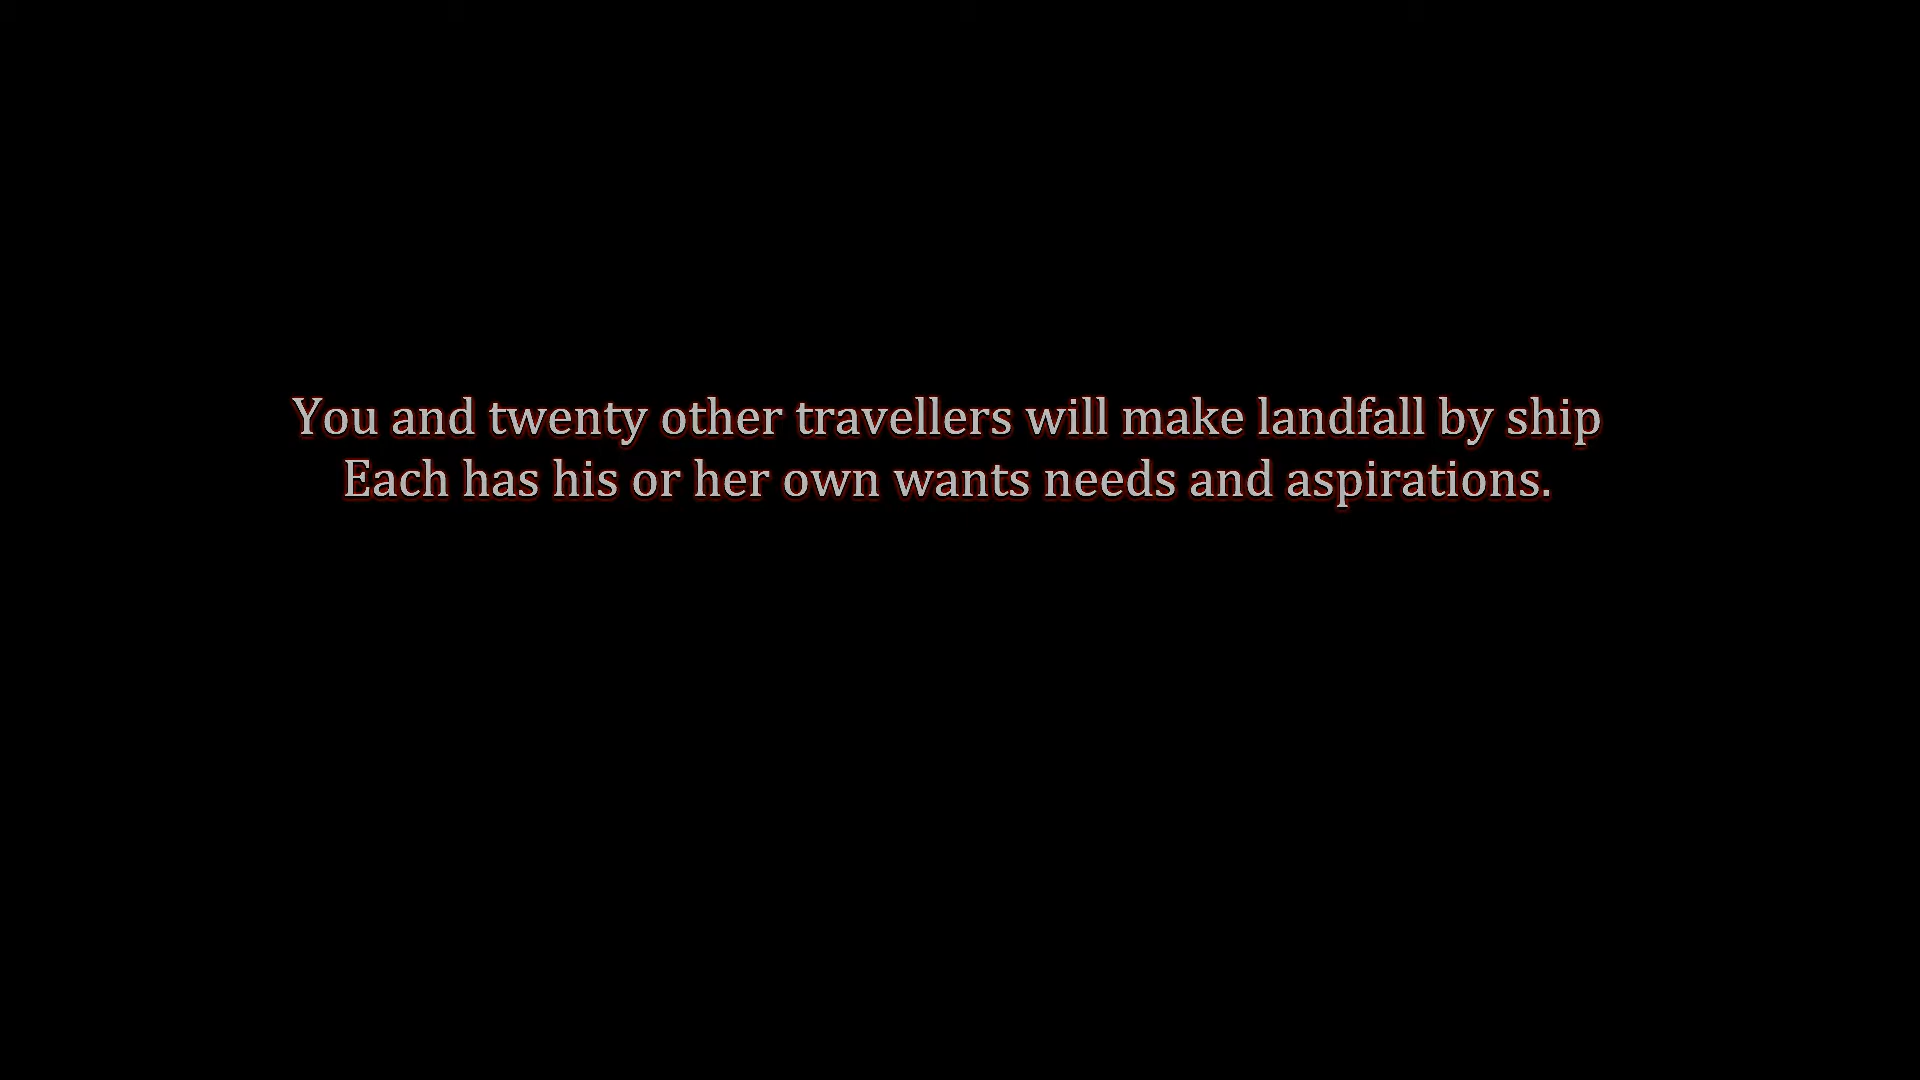 You and twenty other travellers will make landfall by ship
Each has his or her own wants needs and aspirations.